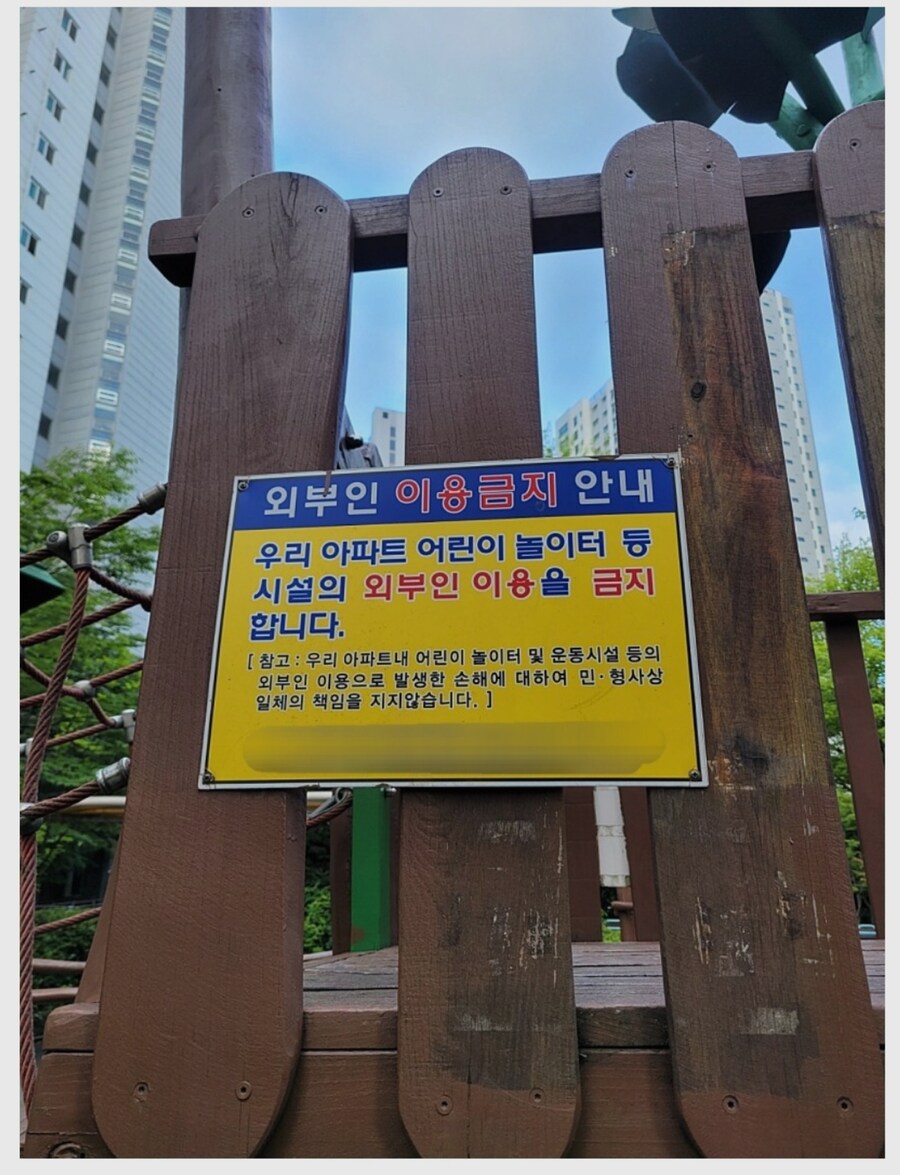 외부인 이용금지 안내
우리 아파트 어린이 놀이터 등
시설의 외부인 이용을 금지
합니다.
[ 참고 : 우리 아파트내 어린이 놀이터 및 운동시설 등의
외부인 이용으로 발생한 손해에 대하여 민·형사상
일체의 책임을 지지않습니다. ]